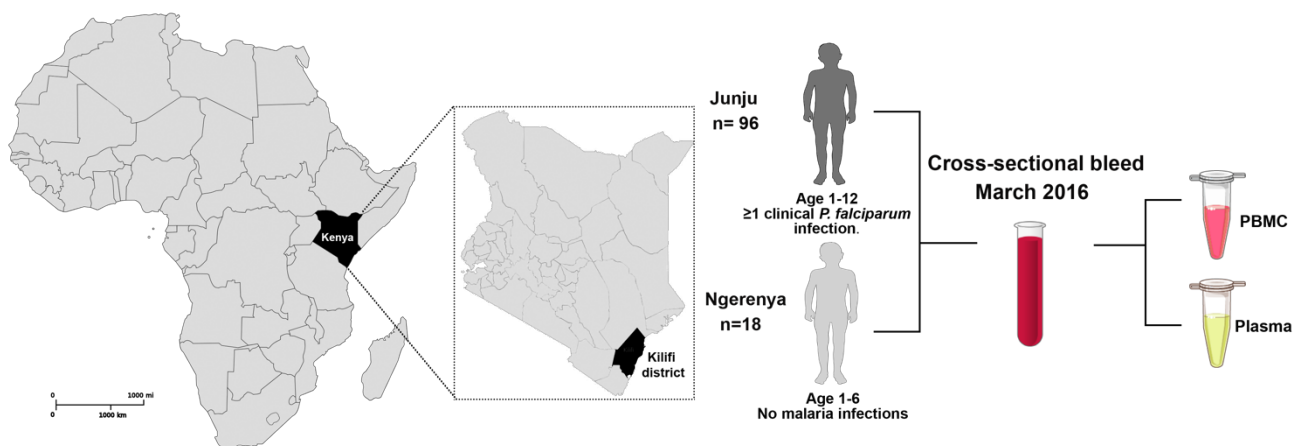 Kenya
0
1000 mi
0
1000 km
Kilifi
district
Junju
n= 96
Age 1-12
≥1 clinical P. falciparum
infection.
Ngerenya
n=18
Age 1-6
No malaria infections
Cross-sectional bleed
March 2016
PBMC
Plasma